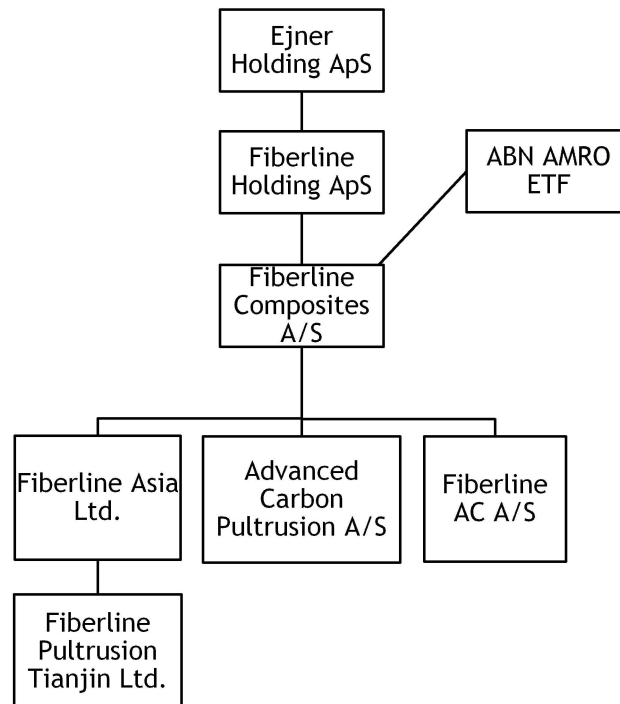 Ejner
Holding ApS
Fiberline
Holding ApS
ABN AMRO
ETF
Fiberline
Composites
A/S
Fiberline Asia
Ltd.
Advanced
Carbon
Pultrusion A/S
Fiberline
AC A/S
Fiberline
Pultrusion
Tianjin Ltd.